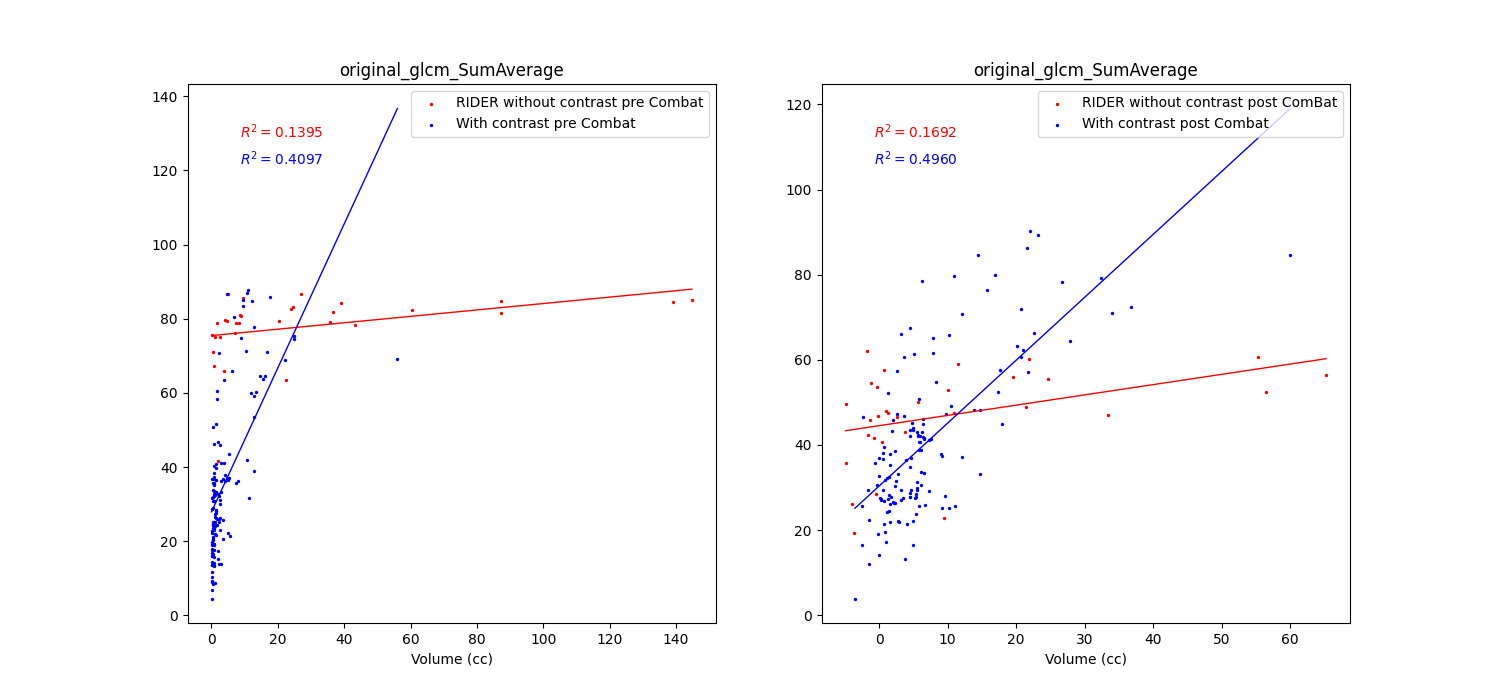 original_glcm_SumAverage
RIDER without contrast pre Combat
With contrast pre Combat
R² = 0.1395
R² = 0.4097
140
120
100
80
60
40
20
0
0 20 40 60 80 100 120 140
Volume (cc)
original_glcm_SumAverage
RIDER without contrast post ComBat
With contrast post Combat
R² = 0.1692
R² = 0.4960
120
100
80
60
40
20
0
0 10 20 30 40 50 60
Volume (cc)